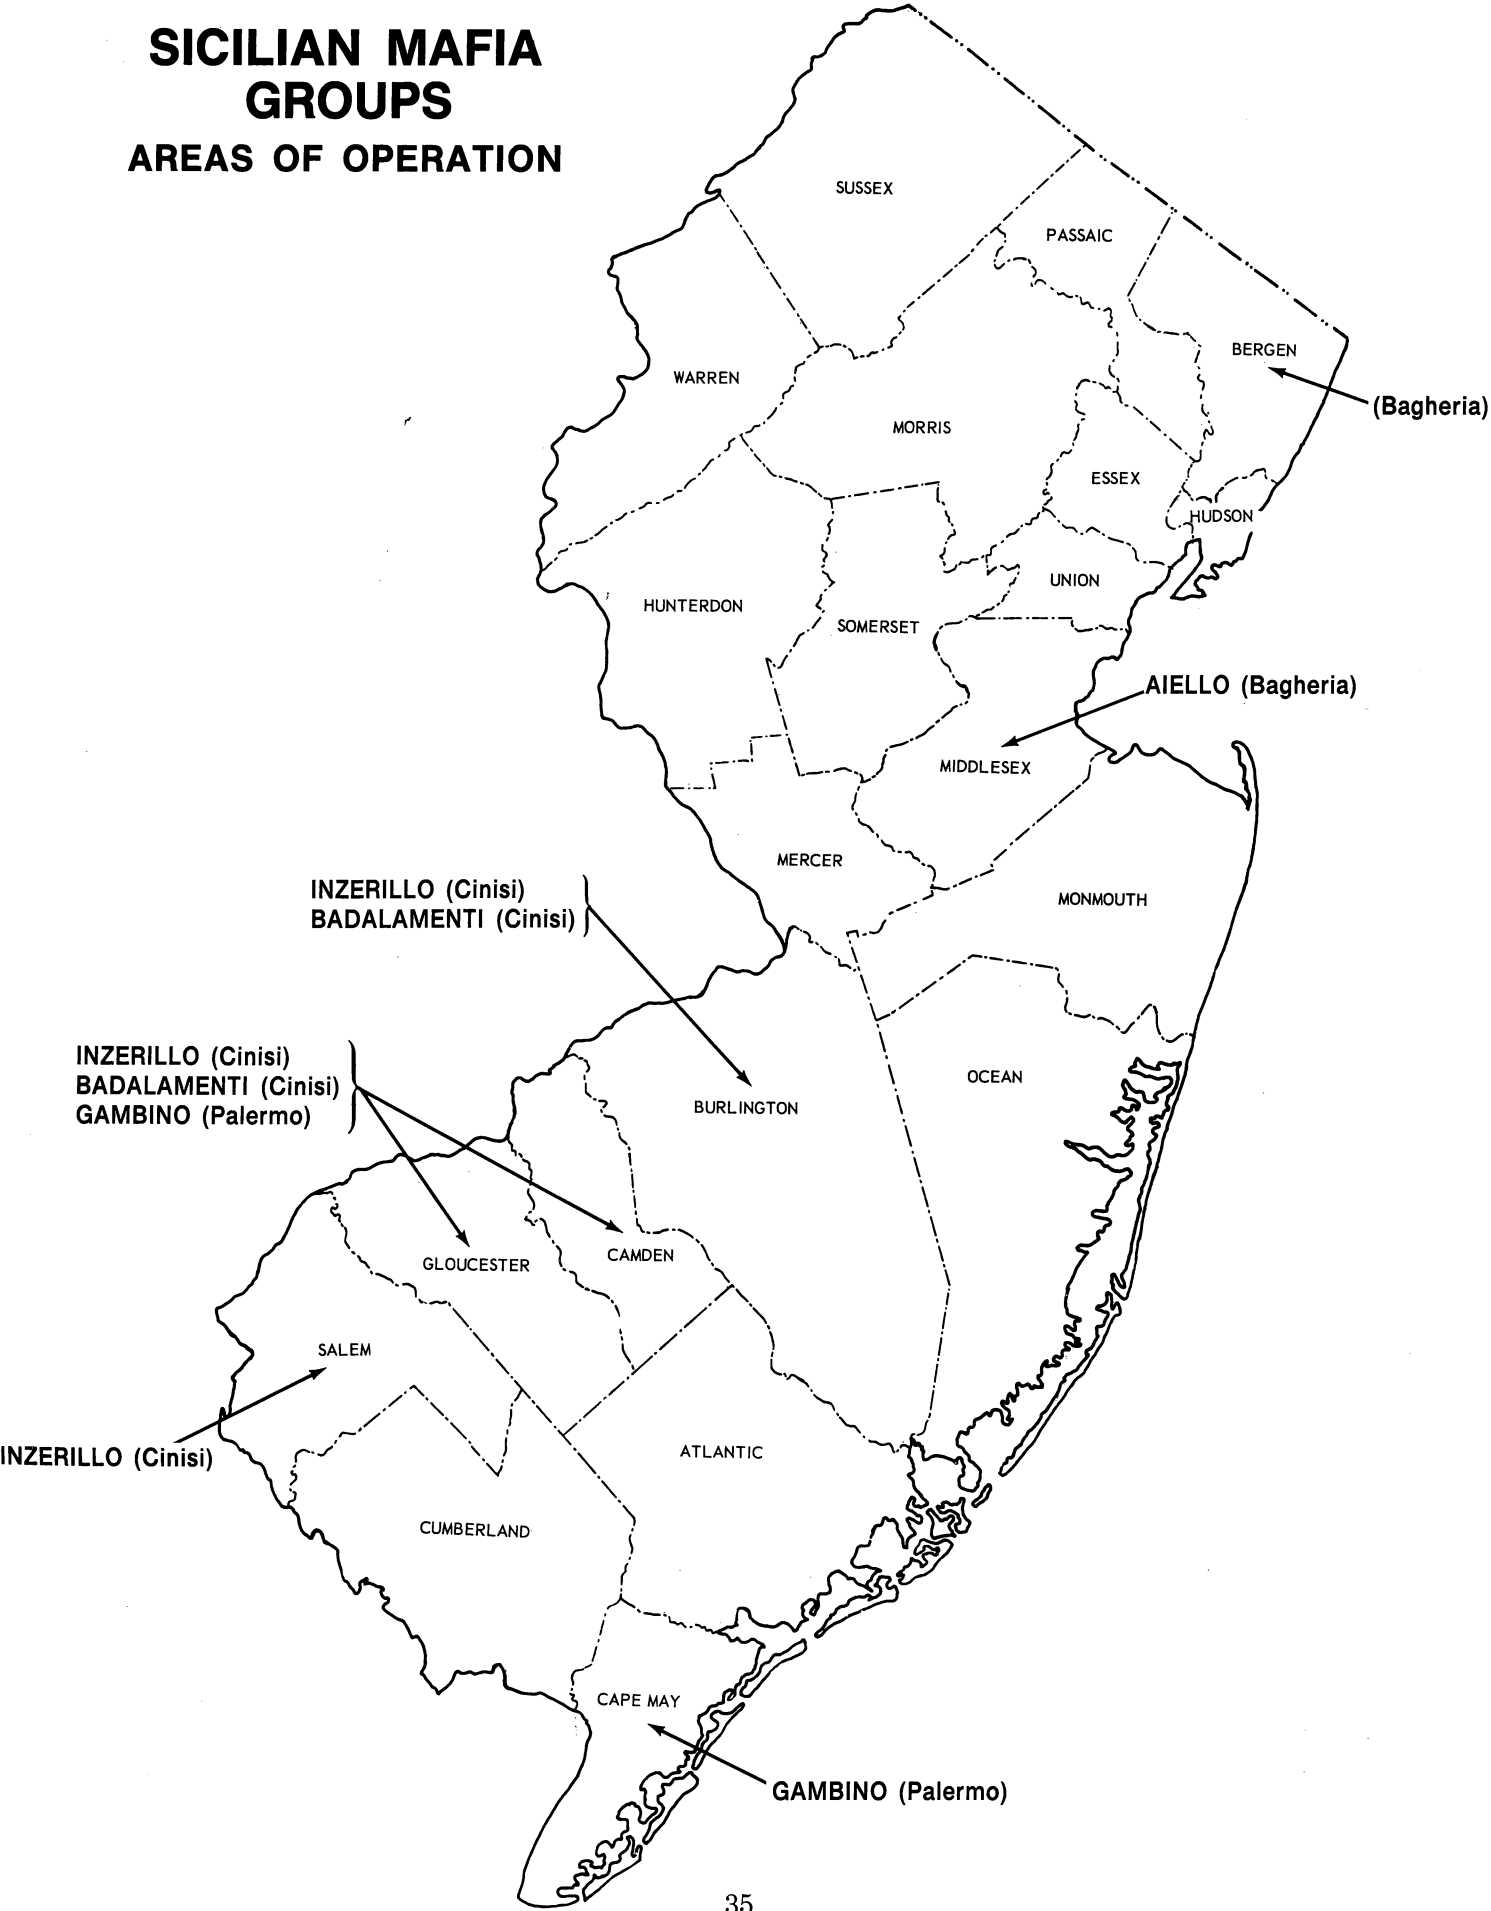 SICILIAN MAFIA
GROUPS
AREAS OF OPERATION
SUSSEX
PASSAIC
BERGEN
WARREN
(Bagheria)
MORRIS
ESSEX
HUDSON
UNION
HUNTERDON
SOMERSET
AIELLO (Bagheria)
MIDDLESEX
MERCER
INZERILLO (Cinisi)
BADALAMENTI (Cinisi)
MONMOUTH
INZERILLO (Cinisi)
BADALAMENTI (Cinisi)
GAMBINO (Palermo)
OCEAN
BURLINGTON
CAMDEN
GLOUCESTER
SALEM
INZERILLO (Cinisi)
ATLANTIC
CUMBERLAND
CAPE MAY
GAMBINO (Palermo)
35